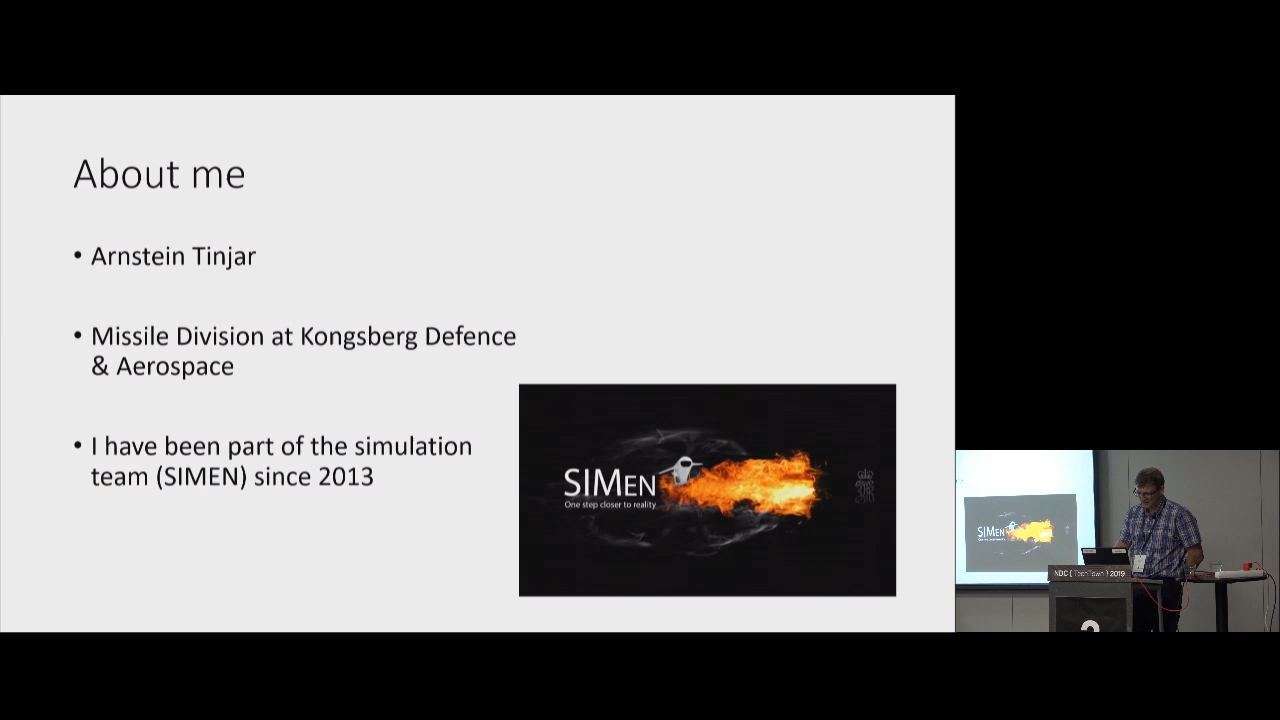 About me
• Arnstein Tinjar
• Missile Division at Kongsberg Defence
& Aerospace
• I have been part of the simulation
team (SIMEN) since 2013
SIMEN
One step closer to reality
SIMEN
NDC { TechTown } 2019